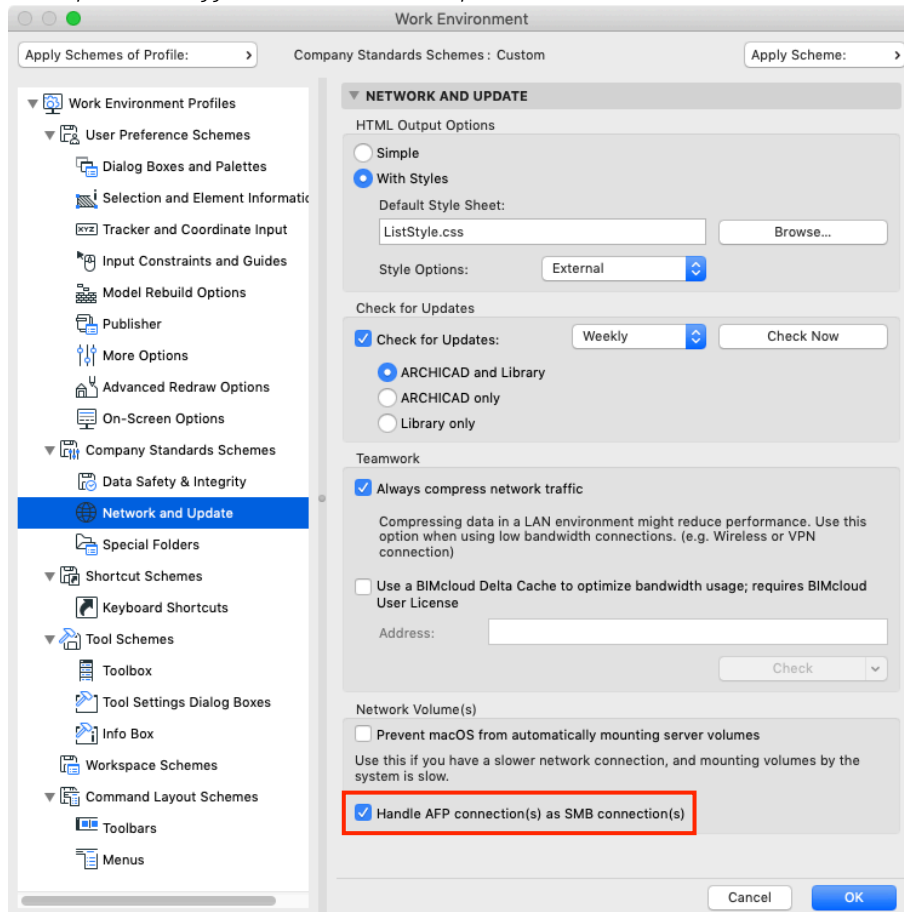 Work Environment
Apply Schemes of Profile:
Company Standards Schemes : Custom
Apply Scheme:
Work Environment Profiles
User Preference Schemes
Dialog Boxes and Palettes
Selection and Element Informatic
Tracker and Coordinate Input
Input Constraints and Guides
Model Rebuild Options
Publisher
More Options
Advanced Redraw Options
On-Screen Options
Company Standards Schemes
Data Safety & Integrity
Network and Update
Special Folders
Shortcut Schemes
Keyboard Shortcuts
Tool Schemes
Toolbox
Tool Settings Dialog Boxes
Info Box
Workspace Schemes
Command Layout Schemes
Toolbars
Menus
NETWORK AND UPDATE
HTML Output Options
Simple
With Styles
Default Style Sheet:
ListStyle.css
Browse...
Style Options:
External
Check for Updates
Check for Updates:
Weekly
Check Now
ARCHICAD and Library
ARCHICAD only
Library only
Teamwork
Always compress network traffic
Compressing data in a LAN environment might reduce performance. Use this
option when using low bandwidth connections. (e.g. Wireless or VPN
connection)
Use a BIMcloud Delta Cache to optimize bandwidth usage; requires BIMcloud
User License
Address:
Check
Network Volume(s)
Prevent macOS from automatically mounting server volumes
Use this if you have a slower network connection, and mounting volumes by the
system is slow.
Handle AFP connection(s) as SMB connection(s)
Cancel
OK